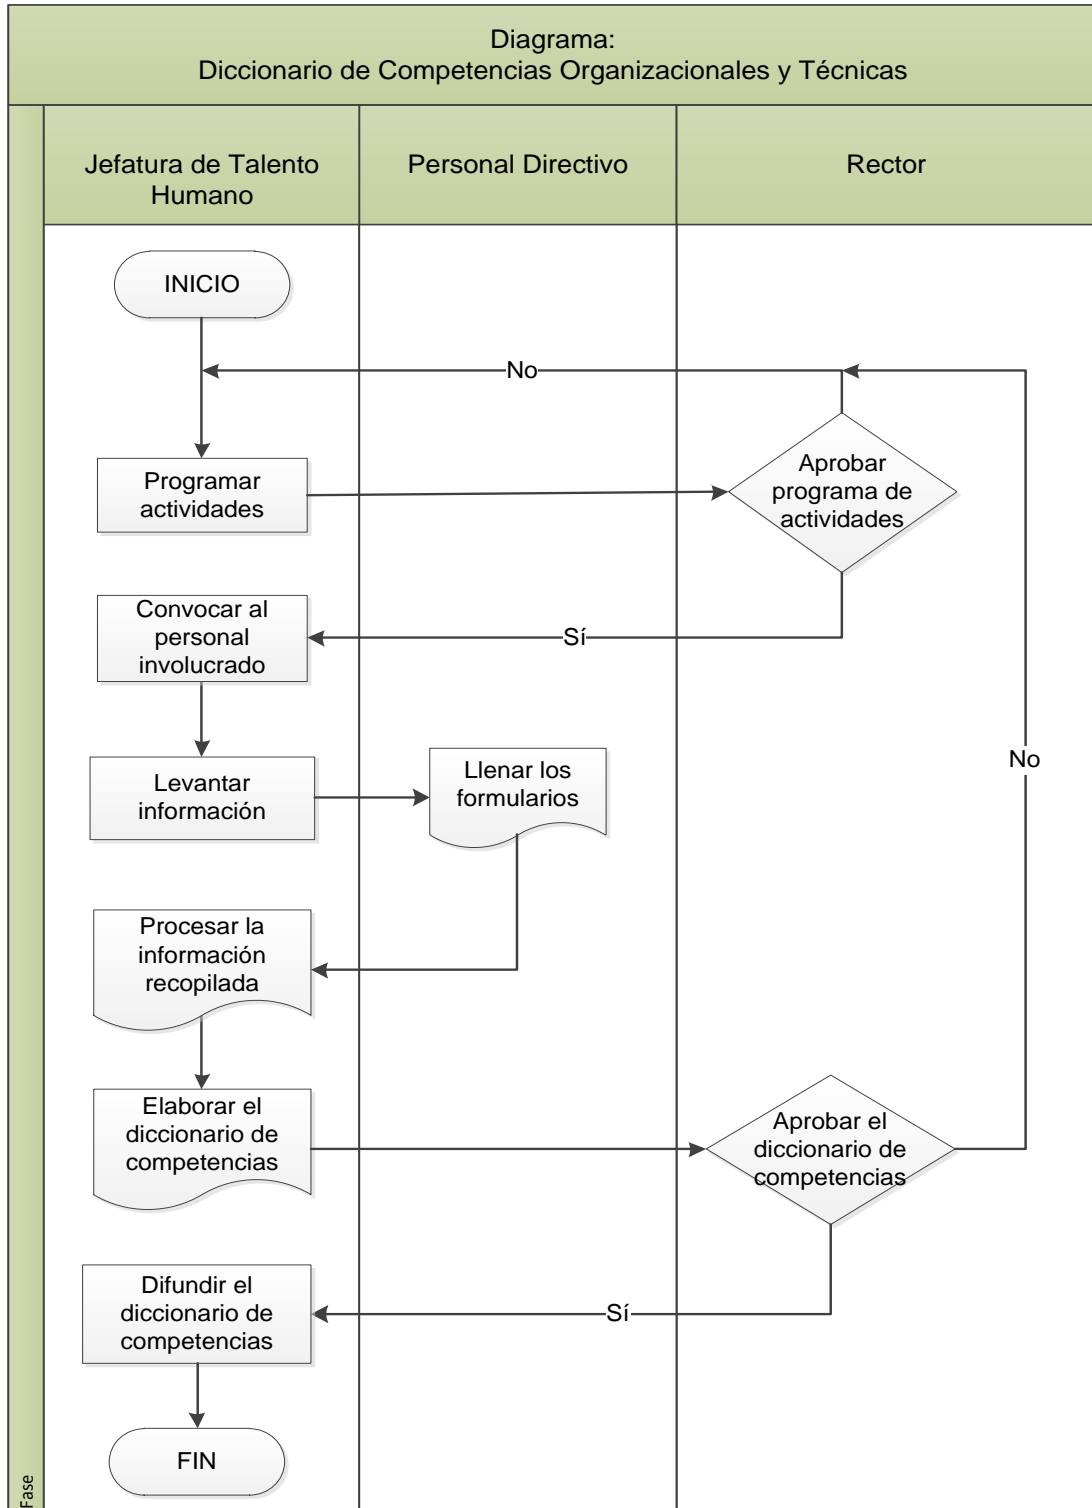 Diagrama:
Diccionario de Competencias Organizacionales y Técnicas
Jefatura de Talento
Humano
Personal Directivo
Rector
INICIO
No
Programar
actividades
Aprobar
programa de
actividades
Convocar al
personal
involucrado
Sí
Levantar
información
Llenar los
formularios
No
Procesar la
información
recopilada
Elaborar el
diccionario de
competencias
Aprobar el
diccionario de
competencias
Difundir el
diccionario de
competencias
Sí
FIN
Fase